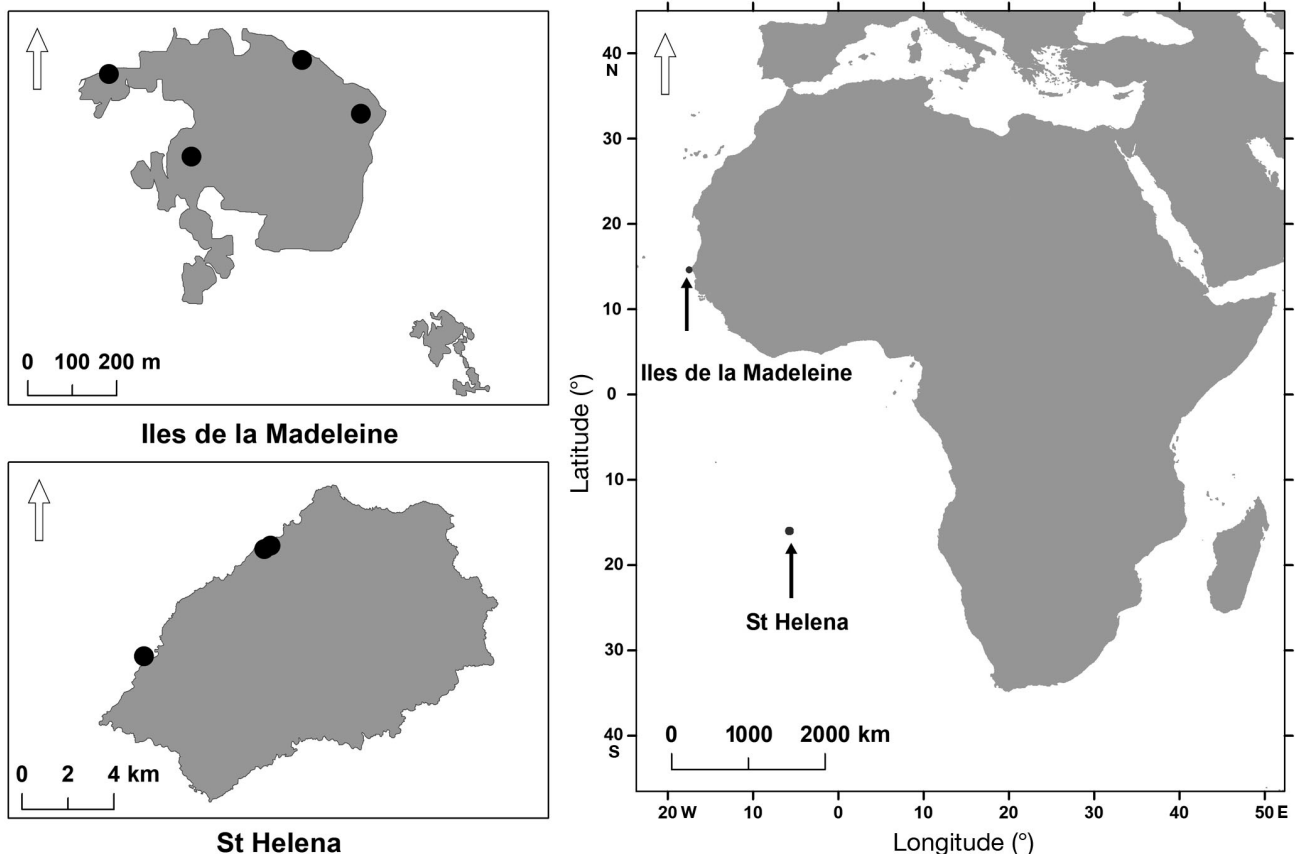 0 100 200 m
Iles de la Madeleine
0 2 4 km
St Helena
40
N
30
20
10
0
10
20
30
40
S
Latitude (°)
Iles de la Madeleine
St Helena
0 1000 2000 km
20 W 10 0 10 20 30 40 50 E
Longitude (°)